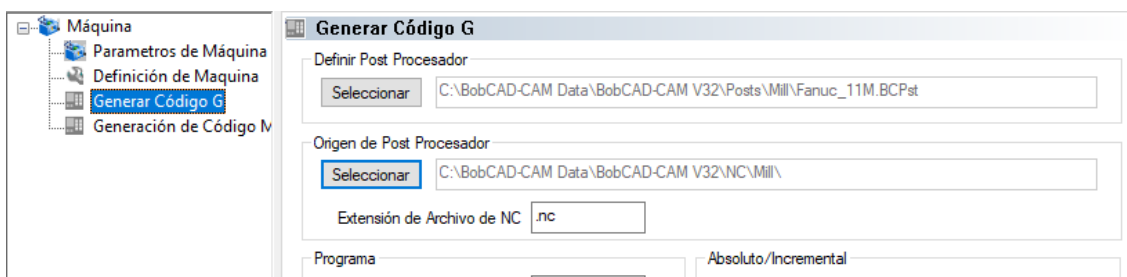 Máquina
Parametros de Máquina
Definición de Maquina
Generar Código G
Generación de Código M
Generar Código G
Definir Post Procesador
Seleccionar C:\BobCAD-CAM Data\BobCAD-CAM V32\Posts\Mill\Fanuc_11M.BCPst
Origen de Post Procesador
Seleccionar C:\BobCAD-CAM Data\BobCAD-CAM V32\NC\Mill\
Extensión de Archivo de NC .nc
Programa Absoluto/Incremental